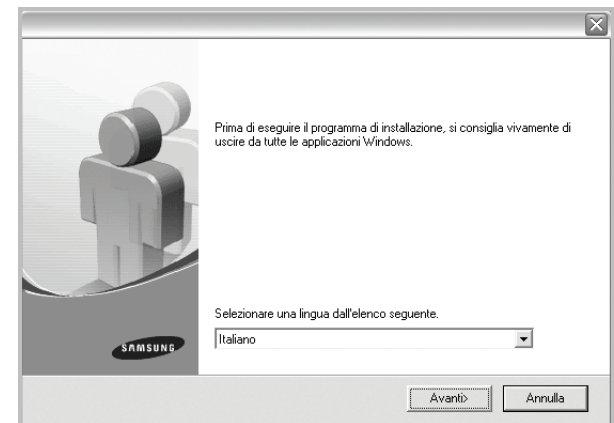 Prima di eseguire il programma di installazione, si consiglia vivamente di
uscire da tutte le applicazioni Windows.
Selezionare una lingua dall'elenco seguente.
Italiano
SAMSUNG
Avanti>
Annulla